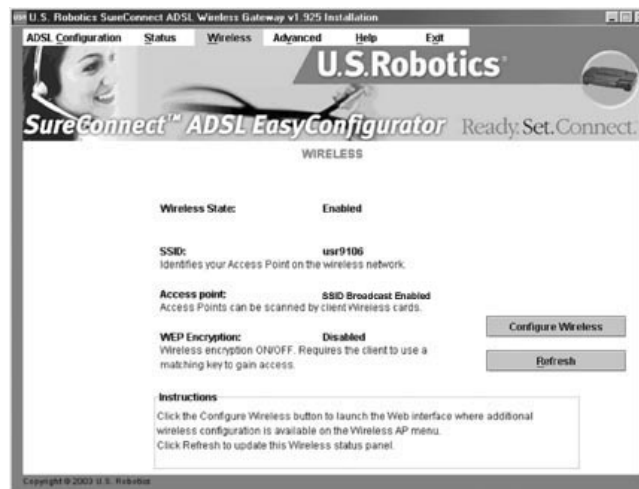 U.S. Robotics SureConnect ADSL Wireless Gateway v1.925 Installation
ADSL Configuration Status Wireless Advanced Help Exit
U.S.Robotics
SureConnect™ ADSL EasyConfigurator Ready. Set. Connect.
WIRELESS
Wireless State: Enabled
SSID: usr9106
Identifies your Access Point on the wireless network.
Access point: SSID Broadcast Enabled
Access Points can be scanned by client Wireless cards.
Configure Wireless
WEP Encryption: Disabled
Wireless encryption ON/OFF. Requires the client to use a
matching key to gain access.
Refresh
Instructions
Click the Configure Wireless button to launch the Web interface where additional
wireless configuration is available on the Wireless AP menu.
Click Refresh to update this Wireless status panel.
Copyright © 2003 U.S. Robotics